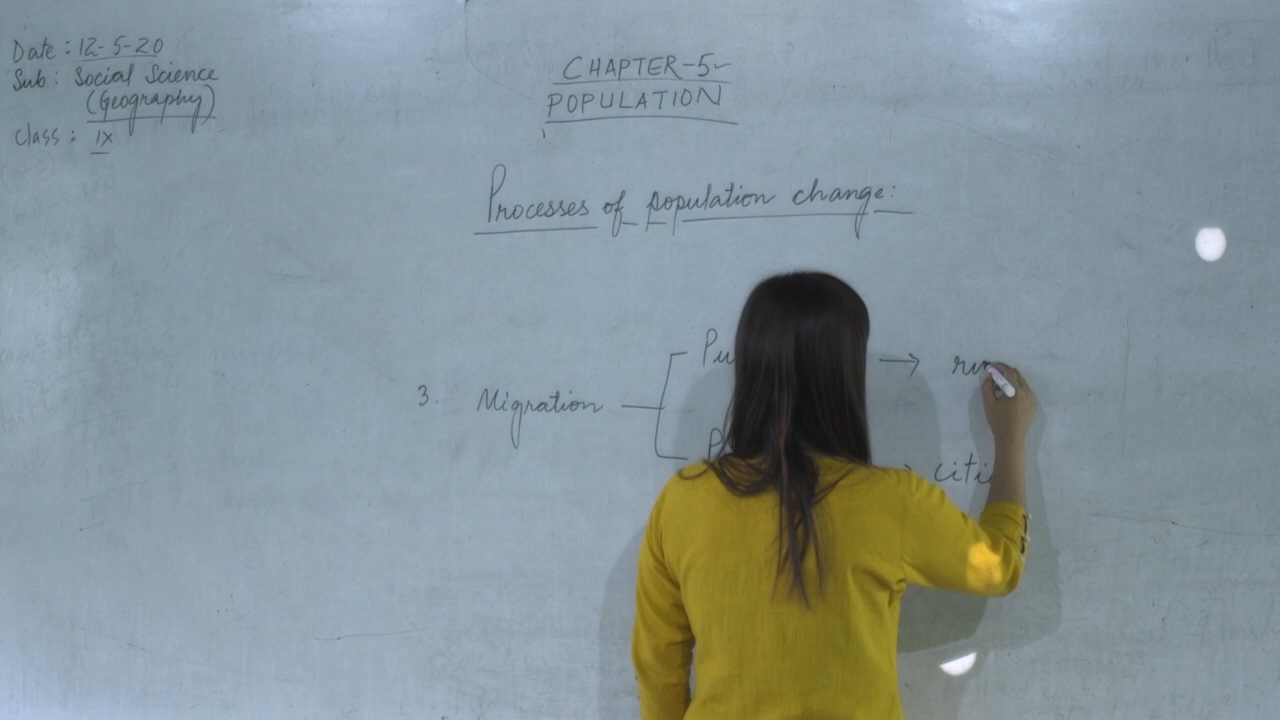 Date: 12-5-20
Sub: Social Science
(Geography)
Class: IX
CHAPTER-5
POPULATION
Processes of population change:
3. Migration